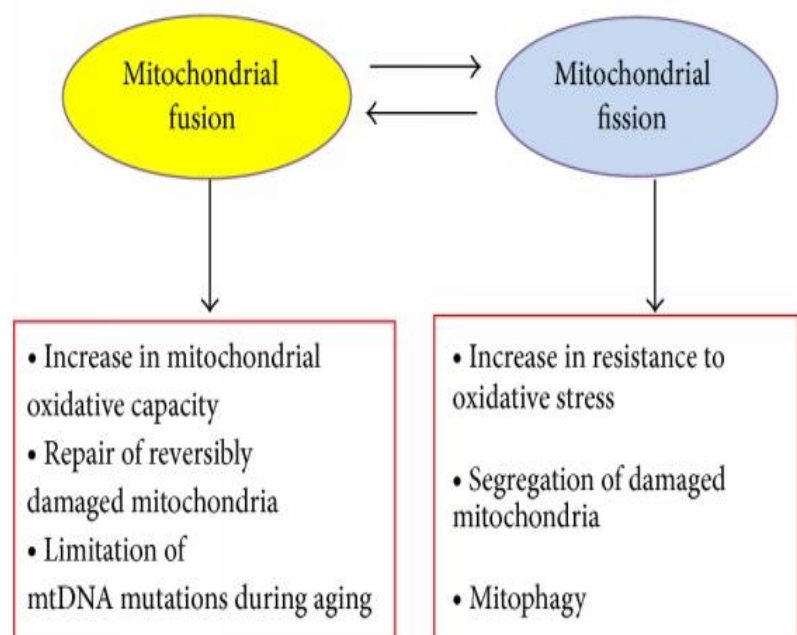 Mitochondrial
fusion
Mitochondrial
fission
• Increase in mitochondrial
oxidative capacity
• Repair of reversibly
damaged mitochondria
• Limitation of
mtDNA mutations during aging
• Increase in resistance to
oxidative stress
• Segregation of damaged
mitochondria
• Mitophagy